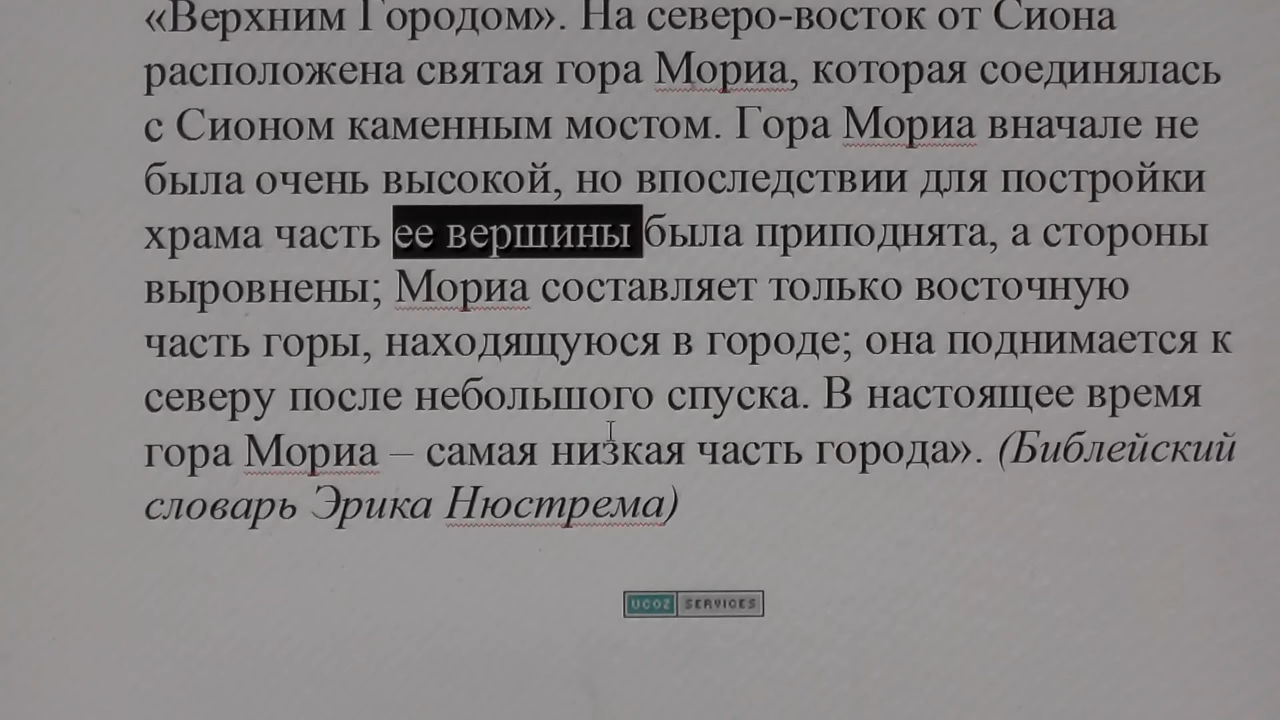 «Верхним Городом». На северо-восток от Сиона
расположена святая гора Мориа, которая соединялась
с Сионом каменным мостом. Гора Мориа вначале не
была очень высокой, но впоследствии для постройки
храма часть ее вершины была приподнята, а стороны
выровнены; Мориа составляет только восточную
часть горы, находящуюся в городе; она поднимается к
северу после небольшого спуска. В настоящее время
гора Мориа – самая низкая часть города». (Библейский
словарь Эрика Нюстрема)
UCOZ SERVICES